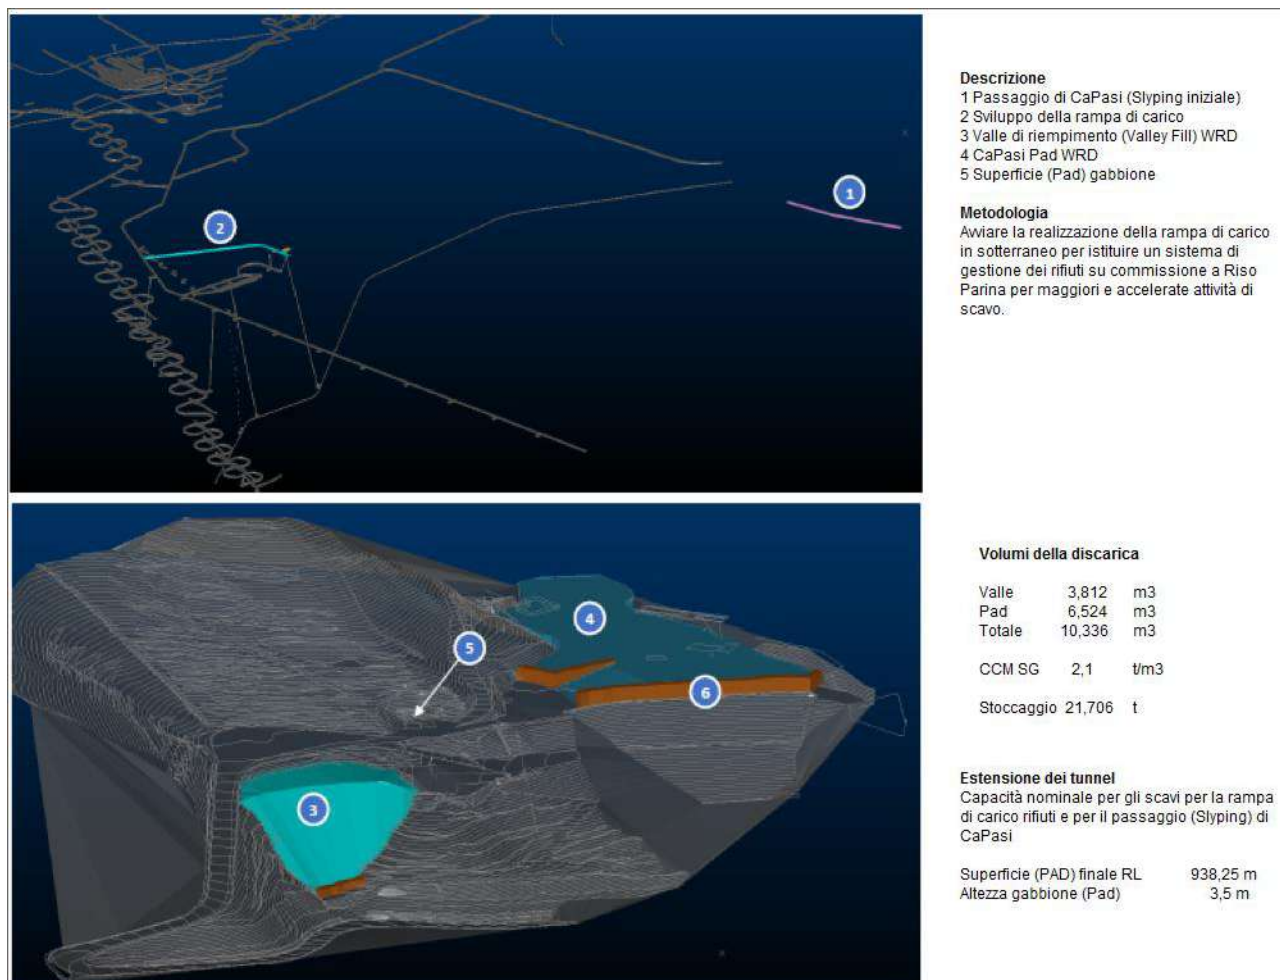 1
2
Descrizione
1 Passaggio di CaPasi (Slyping iniziale)
2 Sviluppo della rampa di carico
3 Valle di riempimento (Valley Fill) WRD
4 CaPasi Pad WRD
5 Superficie (Pad) gabbione
Metodologia
Avviare la realizzazione della rampa di carico
in sotterraneo per istituire un sistema di
gestione dei rifiuti su commissione a Riso
Parina per maggiori e accelerate attività di
scavo.
4
5
6
3
Volumi della discarica
Valle 3,812 m3
Pad 6,524 m3
Totale 10,336 m3
CCM SG 2,1 t/m3
Stoccaggio 21,706 t
Estensione dei tunnel
Capacità nominale per gli scavi per la rampa
di carico rifiuti e per il passaggio (Slyping) di
CaPasi
Superficie (PAD) finale RL 938,25 m
Altezza gabbione (Pad) 3,5 m